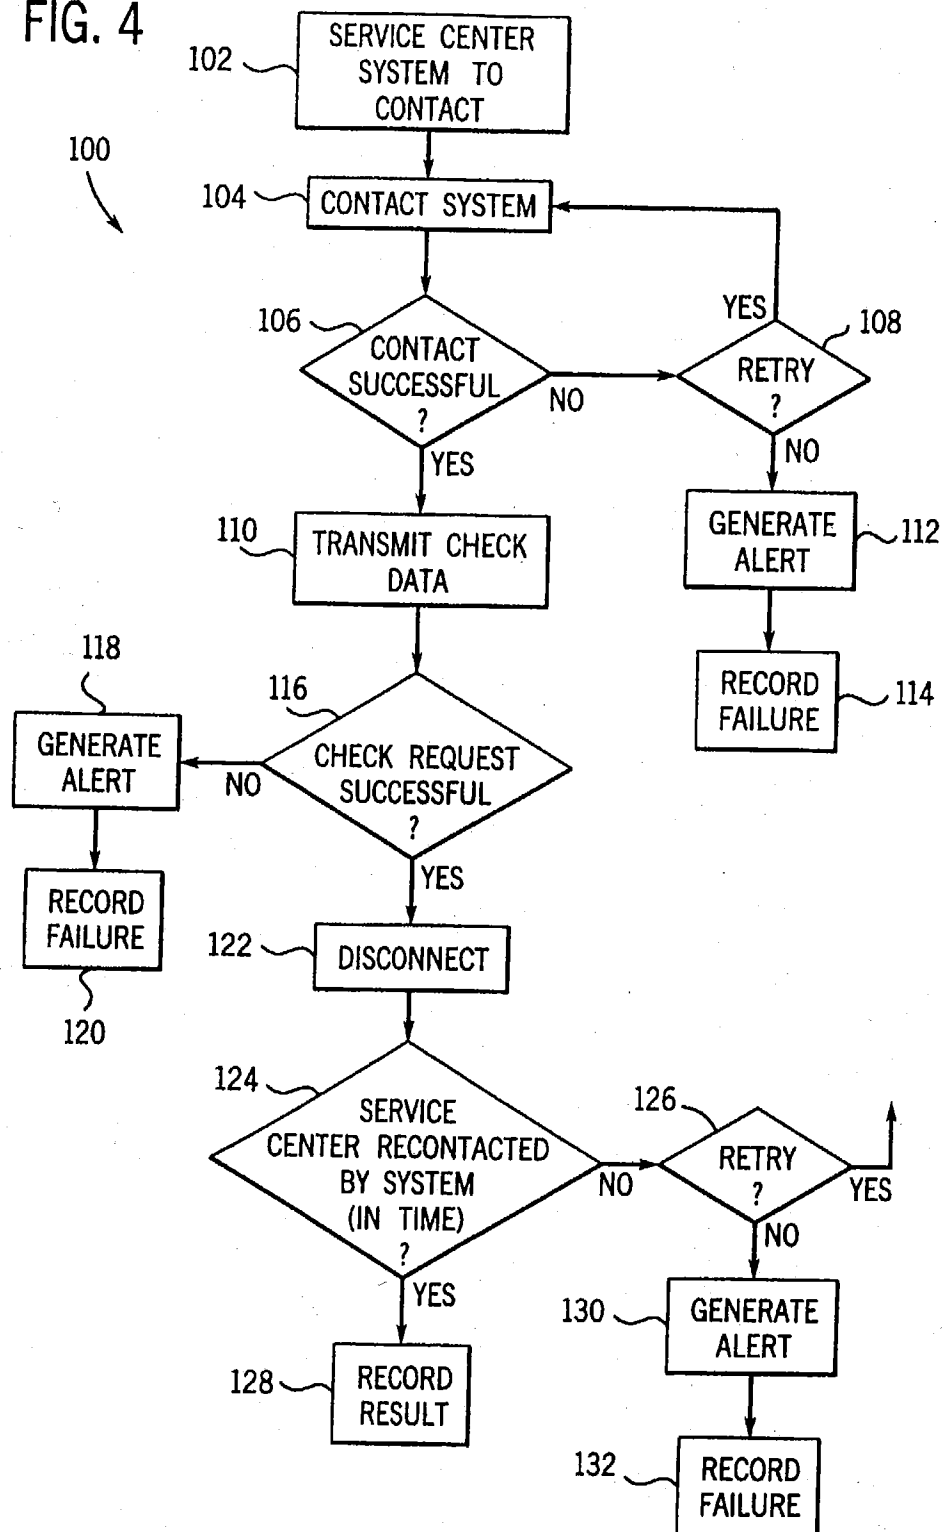 FIG. 4
SERVICE CENTER
SYSTEM TO
CONTACT
102
100
104
CONTACT SYSTEM
106
CONTACT
SUCCESSFUL
?
NO
YES
YES
108
RETRY
?
NO
110
TRANSMIT CHECK
DATA
GENERATE
ALERT
112
RECORD
FAILURE
114
116
CHECK REQUEST
SUCCESSFUL
?
NO
YES
118
GENERATE
ALERT
RECORD
FAILURE
120
122
DISCONNECT
124
SERVICE
CENTER RECONTACTED
BY SYSTEM
(IN TIME)
?
NO
YES
126
RETRY
?
YES
NO
128
RECORD
RESULT
130
GENERATE
ALERT
132
RECORD
FAILURE